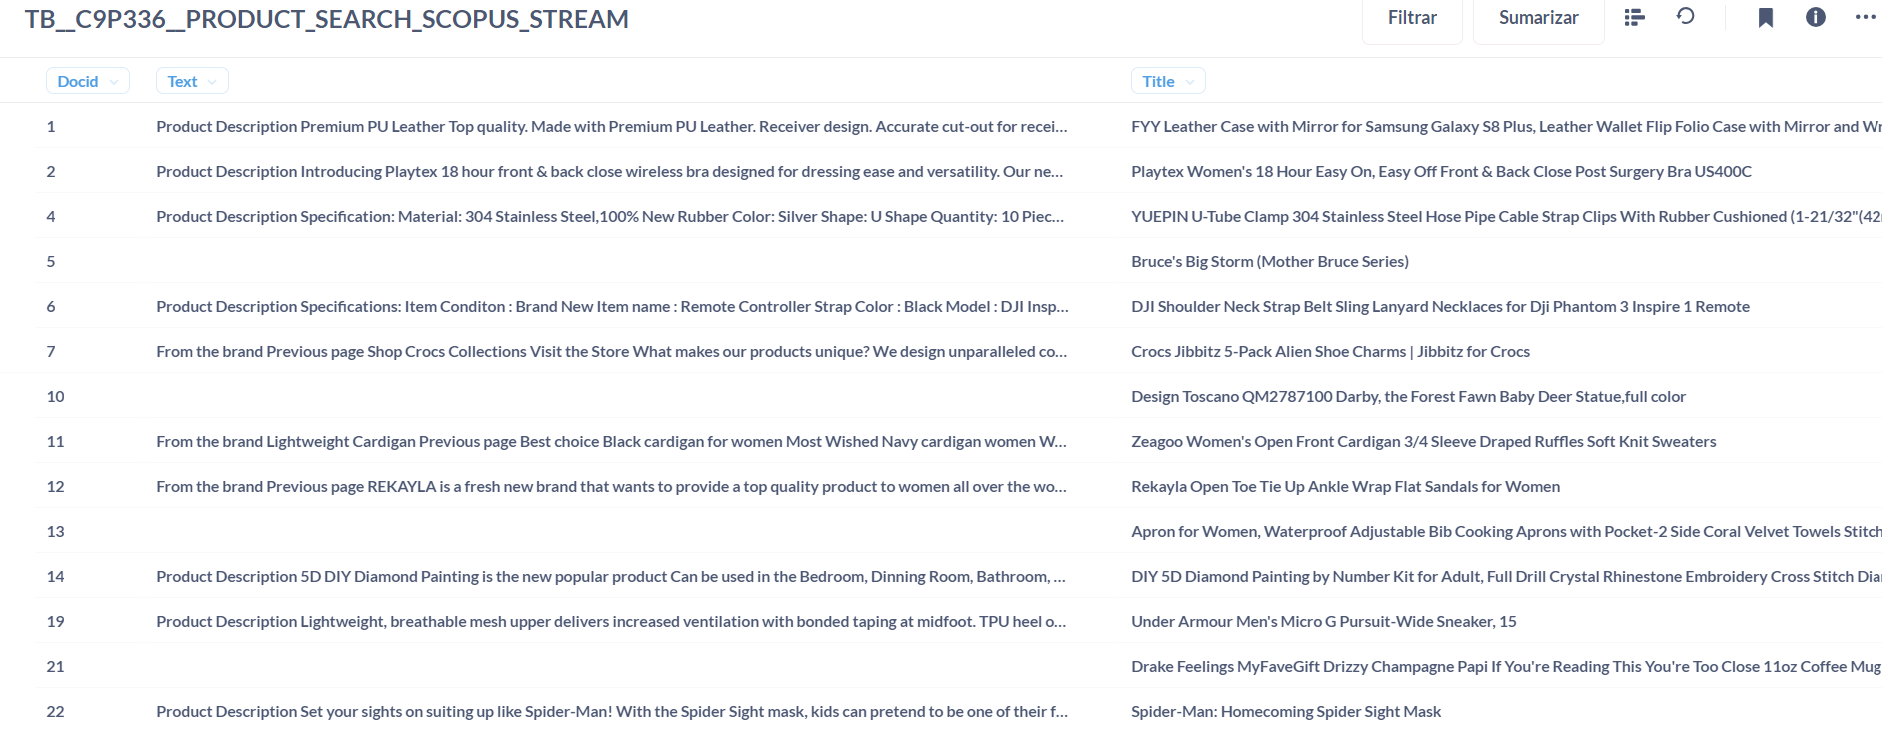 TB__C9P336__PRODUCT_SEARCH_SCOPUS_STREAM
Filtrar
Sumarizar
Docid Text Title
1 Product Description Premium PU Leather Top quality. Made with Premium PU Leather. Receiver design. Accurate cut-out for recei... FYY Leather Case with Mirror for Samsung Galaxy S8 Plus, Leather Wallet Flip Folio Case with Mirror and Wr
2 Product Description Introducing Playtex 18 hour front & back close wireless bra designed for dressing ease and versatility. Our ne... Playtex Women's 18 Hour Easy On, Easy Off Front & Back Close Post Surgery Bra US400C
4 Product Description Specification: Material: 304 Stainless Steel,100% New Rubber Color: Silver Shape: U Shape Quantity: 10 Piec... YUEPIN U-Tube Clamp 304 Stainless Steel Hose Pipe Cable Strap Clips With Rubber Cushioned (1-21/32"(42
5 Bruce's Big Storm (Mother Bruce Series)
6 Product Description Specifications: Item Conditon : Brand New Item name : Remote Controller Strap Color : Black Model : DJI Insp... DJI Shoulder Neck Strap Belt Sling Lanyard Necklaces for Dji Phantom 3 Inspire 1 Remote
7 From the brand Previous page Shop Crocs Collections Visit the Store What makes our products unique? We design unparalleled co... Crocs Jibbitz 5-Pack Alien Shoe Charms | Jibbitz for Crocs
10 Design Toscano QM2787100 Darby, the Forest Fawn Baby Deer Statue,full color
11 From the brand Lightweight Cardigan Previous page Best choice Black cardigan for women Most Wished Navy cardigan women W... Zeagoo Women's Open Front Cardigan 3/4 Sleeve Draped Ruffles Soft Knit Sweaters
12 From the brand Previous page REKAYLA is a fresh new brand that wants to provide a top quality product to women all over the wo... Rekayla Open Toe Tie Up Ankle Wrap Flat Sandals for Women
13 Apron for Women, Waterproof Adjustable Bib Cooking Aprons with Pocket-2 Side Coral Velvet Towels Stitch
14 Product Description 5D DIY Diamond Painting is the new popular product Can be used in the Bedroom, Dinning Room, Bathroom, ... DIY 5D Diamond Painting by Number Kit for Adult, Full Drill Crystal Rhinestone Embroidery Cross Stitch Dia
19 Product Description Lightweight, breathable mesh upper delivers increased ventilation with bonded taping at midfoot. TPU heel o... Under Armour Men's Micro G Pursuit-Wide Sneaker, 15
21 Drake Feelings MyFaveGift Drizzy Champagne Papi If You're Reading This You're Too Close 11oz Coffee Mug
22 Product Description Set your sights on suiting up like Spider-Man! With the Spider Sight mask, kids can pretend to be one of their f... Spider-Man: Homecoming Spider Sight Mask